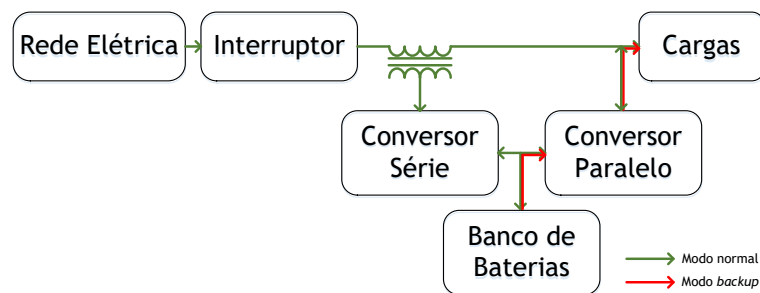 Rede Elétrica
Interruptor
Cargas
Conversor
Série
Conversor
Paralelo
Banco de
Baterias
Modo normal
Modo backup